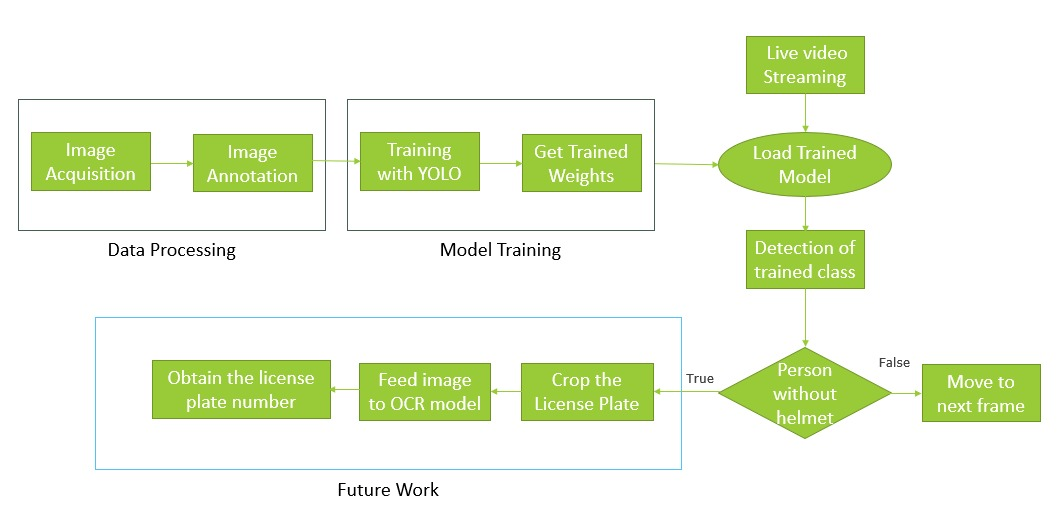 Live video
Streaming
Image
Acquisition
Image
Annotation
Training
with YOLO
Get Trained
Weights
Load Trained
Model
Data Processing
Model Training
Detection of
trained class
Person
without
helmet
True
False
Move to
next frame
Crop the
License Plate
Feed image
to OCR model
Obtain the license
plate number
Future Work